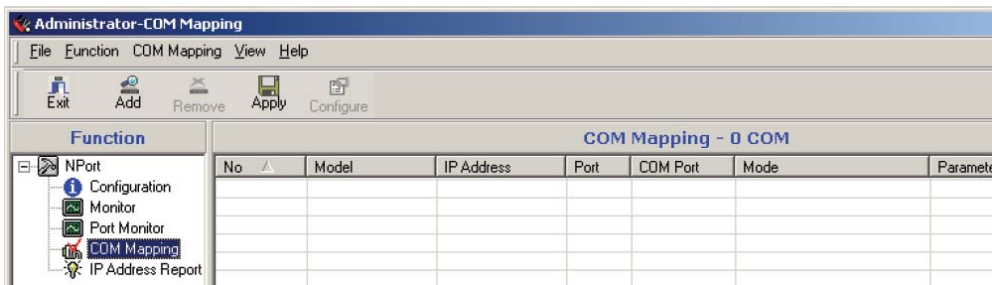 Administrator-COM Mapping
File Function COM Mapping View Help
Exit Add Remove Apply Configure
Function
COM Mapping - 0 COM
NPort
Configuration
Monitor
Port Monitor
COM Mapping
IP Address Report
No Model IP Address Port COM Port Mode Paramete